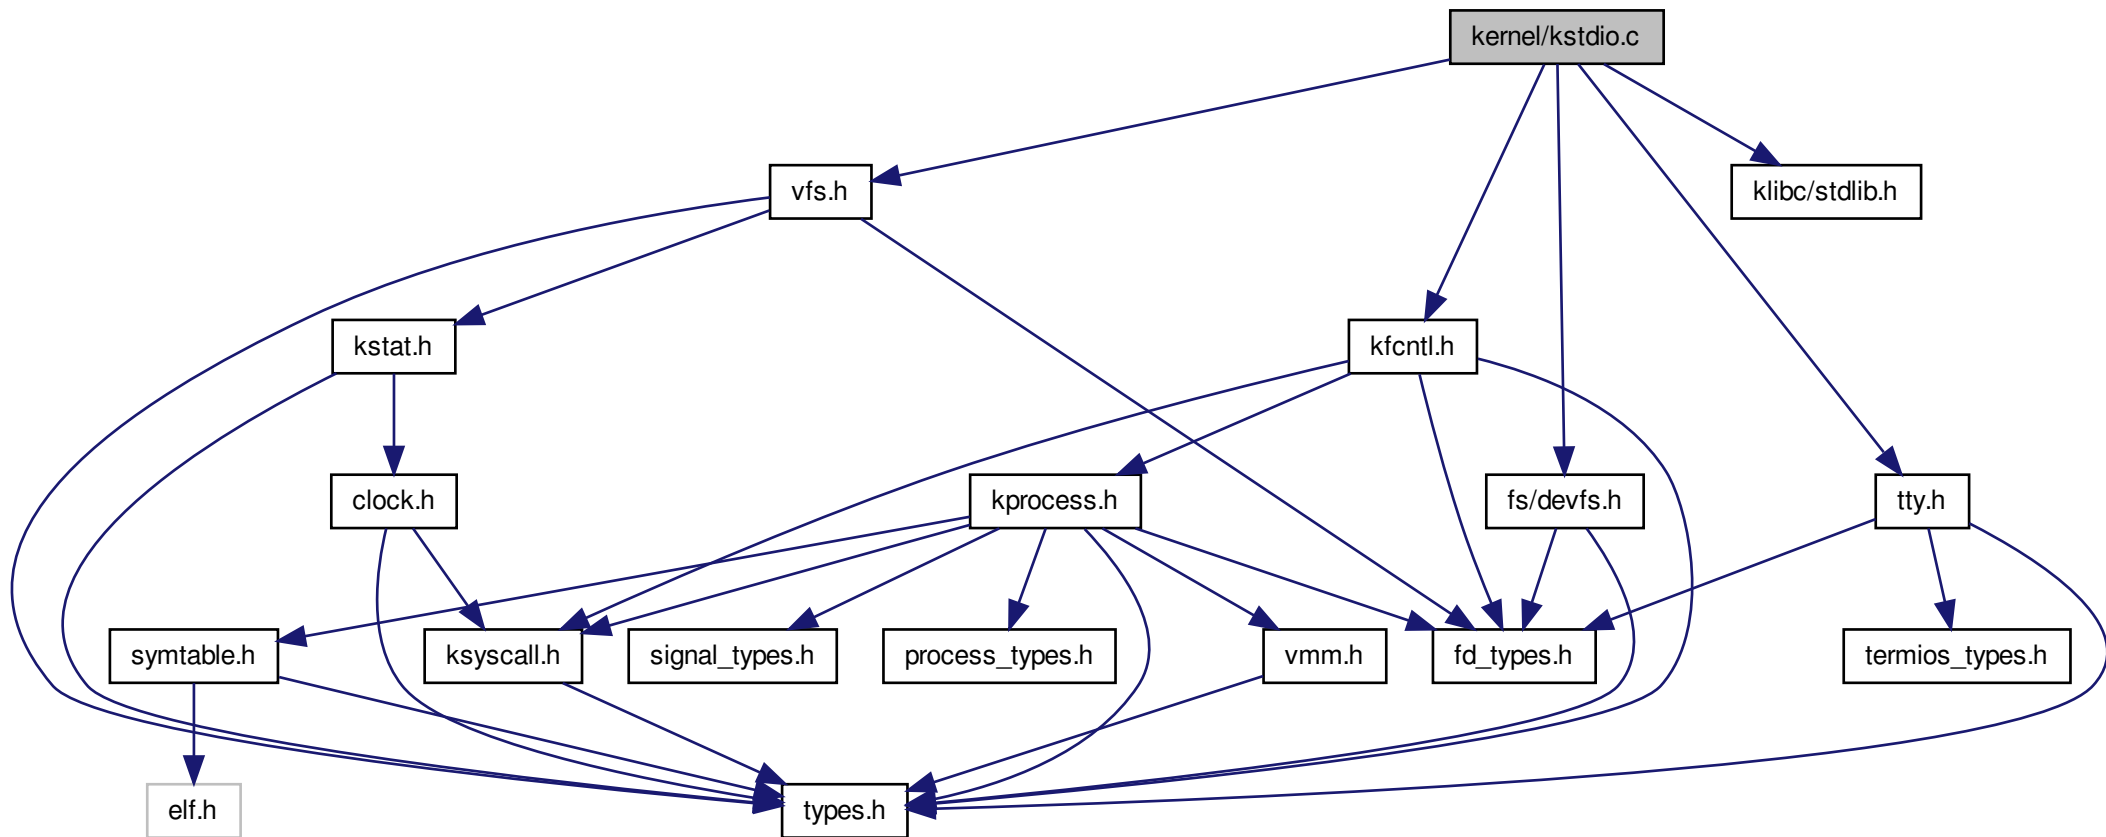 kernel/kstdio.c
vfs.h
klibc/stdlib.h
kstat.h
kfcntl.h
clock.h
kprocess.h
fs/devfs.h
tty.h
symtable.h
ksyscall.h
signal_types.h
process_types.h
vmm.h
fd_types.h
termios_types.h
elf.h
types.h